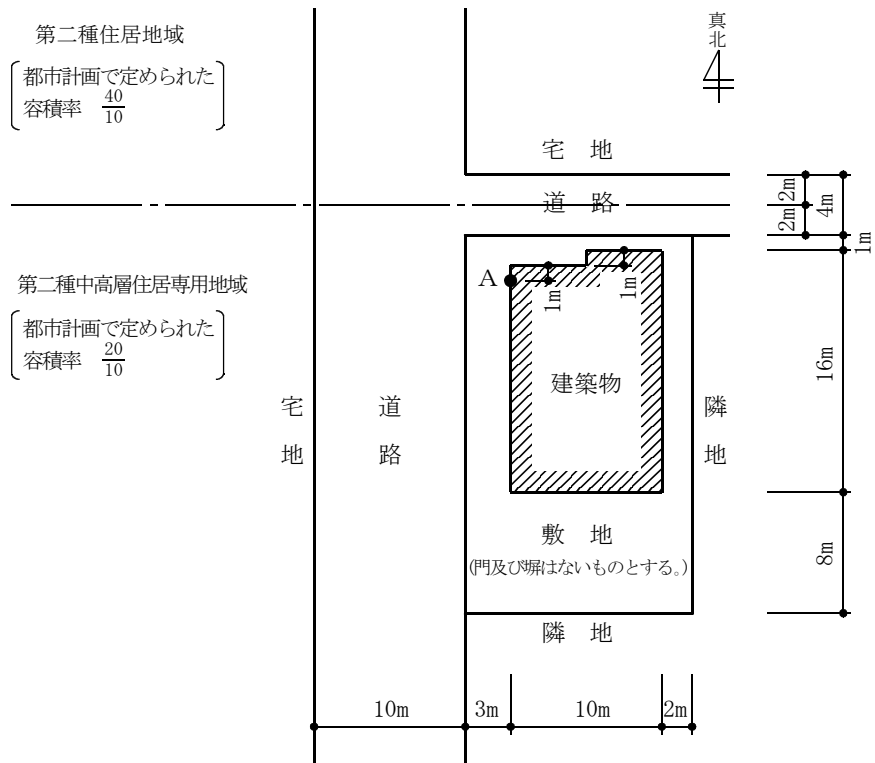 第二種住居地域
都市計画で定められた
容積率 40/10
真北
宅 地
道 路
2m
2m
4m
1m
第二種中高層住居専用地域
都市計画で定められた
容積率 20/10
A
1m
1m
建築物
16m
宅地
道路
隣地
敷 地
(門及び塀はないものとする。)
8m
隣 地
10m
3m
10m
2m